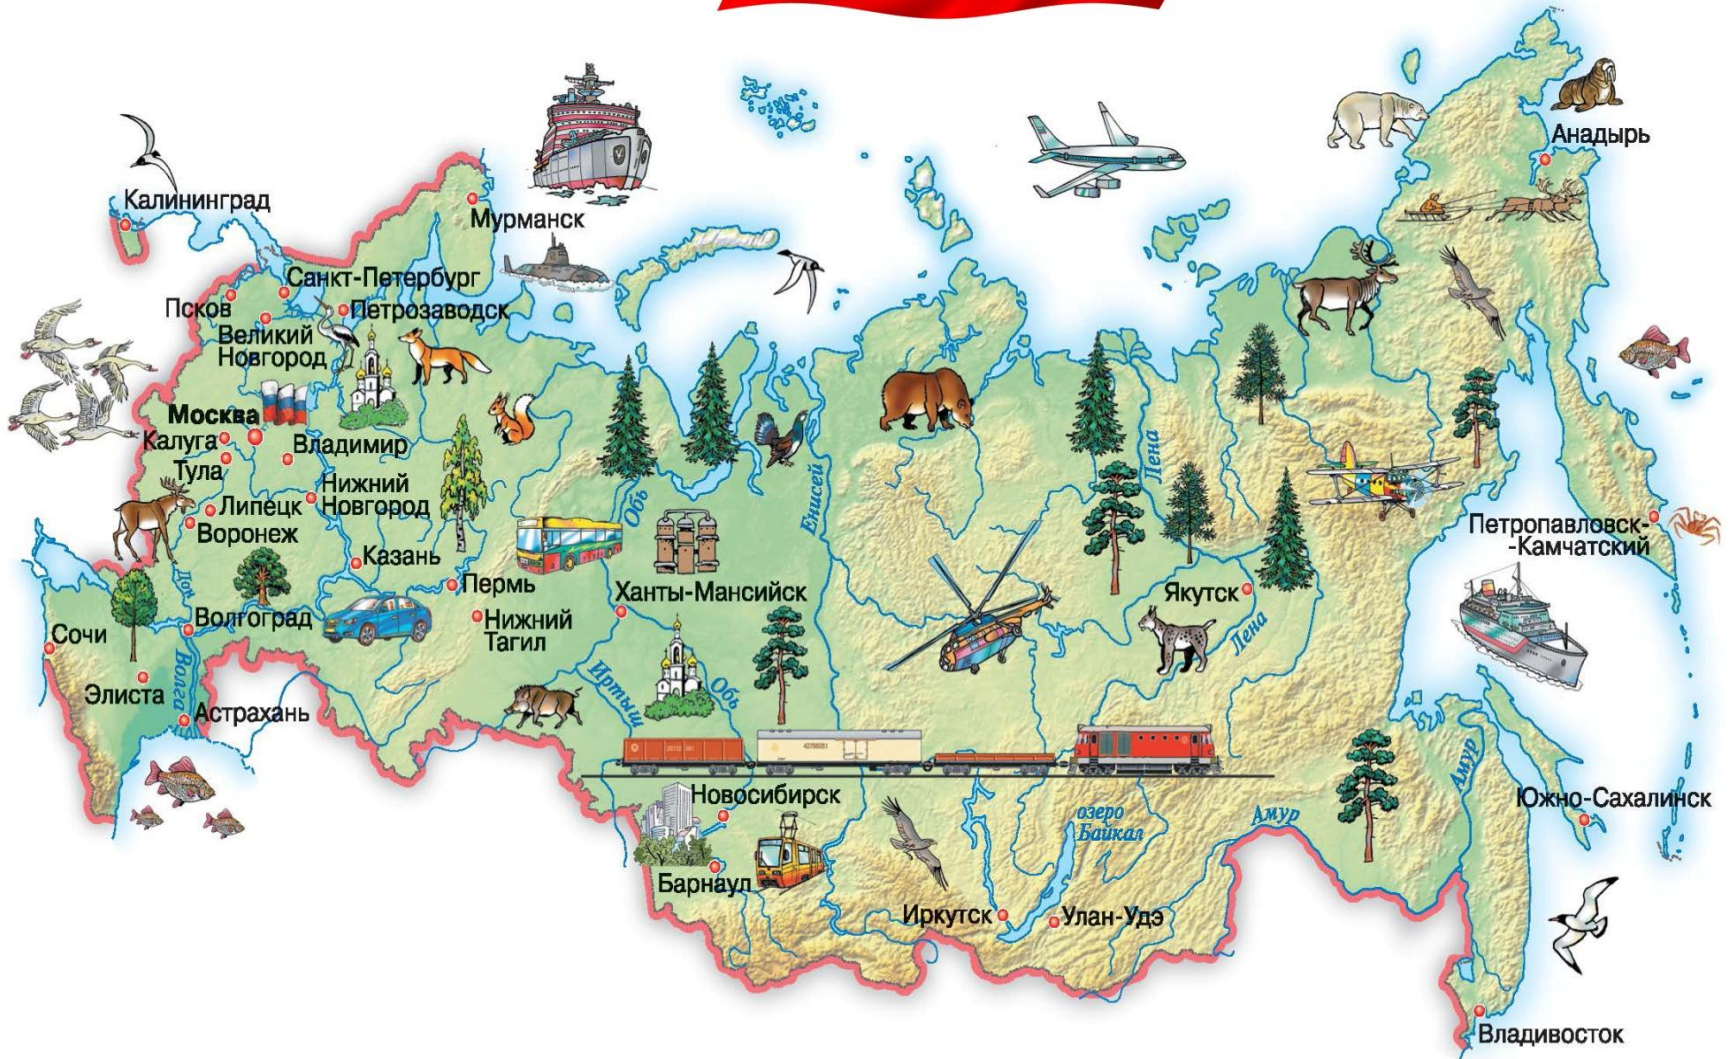 Анадырь
Калининград
Мурманск
Санкт-Петербург
Псков
Петрозаводск
Великий
Новгород
Москва
Калуга
Владимир
Тула
Нижний
Новгород
Липецк
Воронеж
Казань
Пермь
Нижний
Тагил
Ханты-Мансийск
Дон
Волгоград
Сочи
Элиста
Волга
Астрахань
Обь
Енисей
Лена
Якутск
Лена
Петропавловск-
-Камчатский
Иртыш
Обь
42798251
Новосибирск
Барнаул
озеро
Байкал
Иркутск
Улан-Удэ
Амур
Амур
Южно-Сахалинск
Владивосток